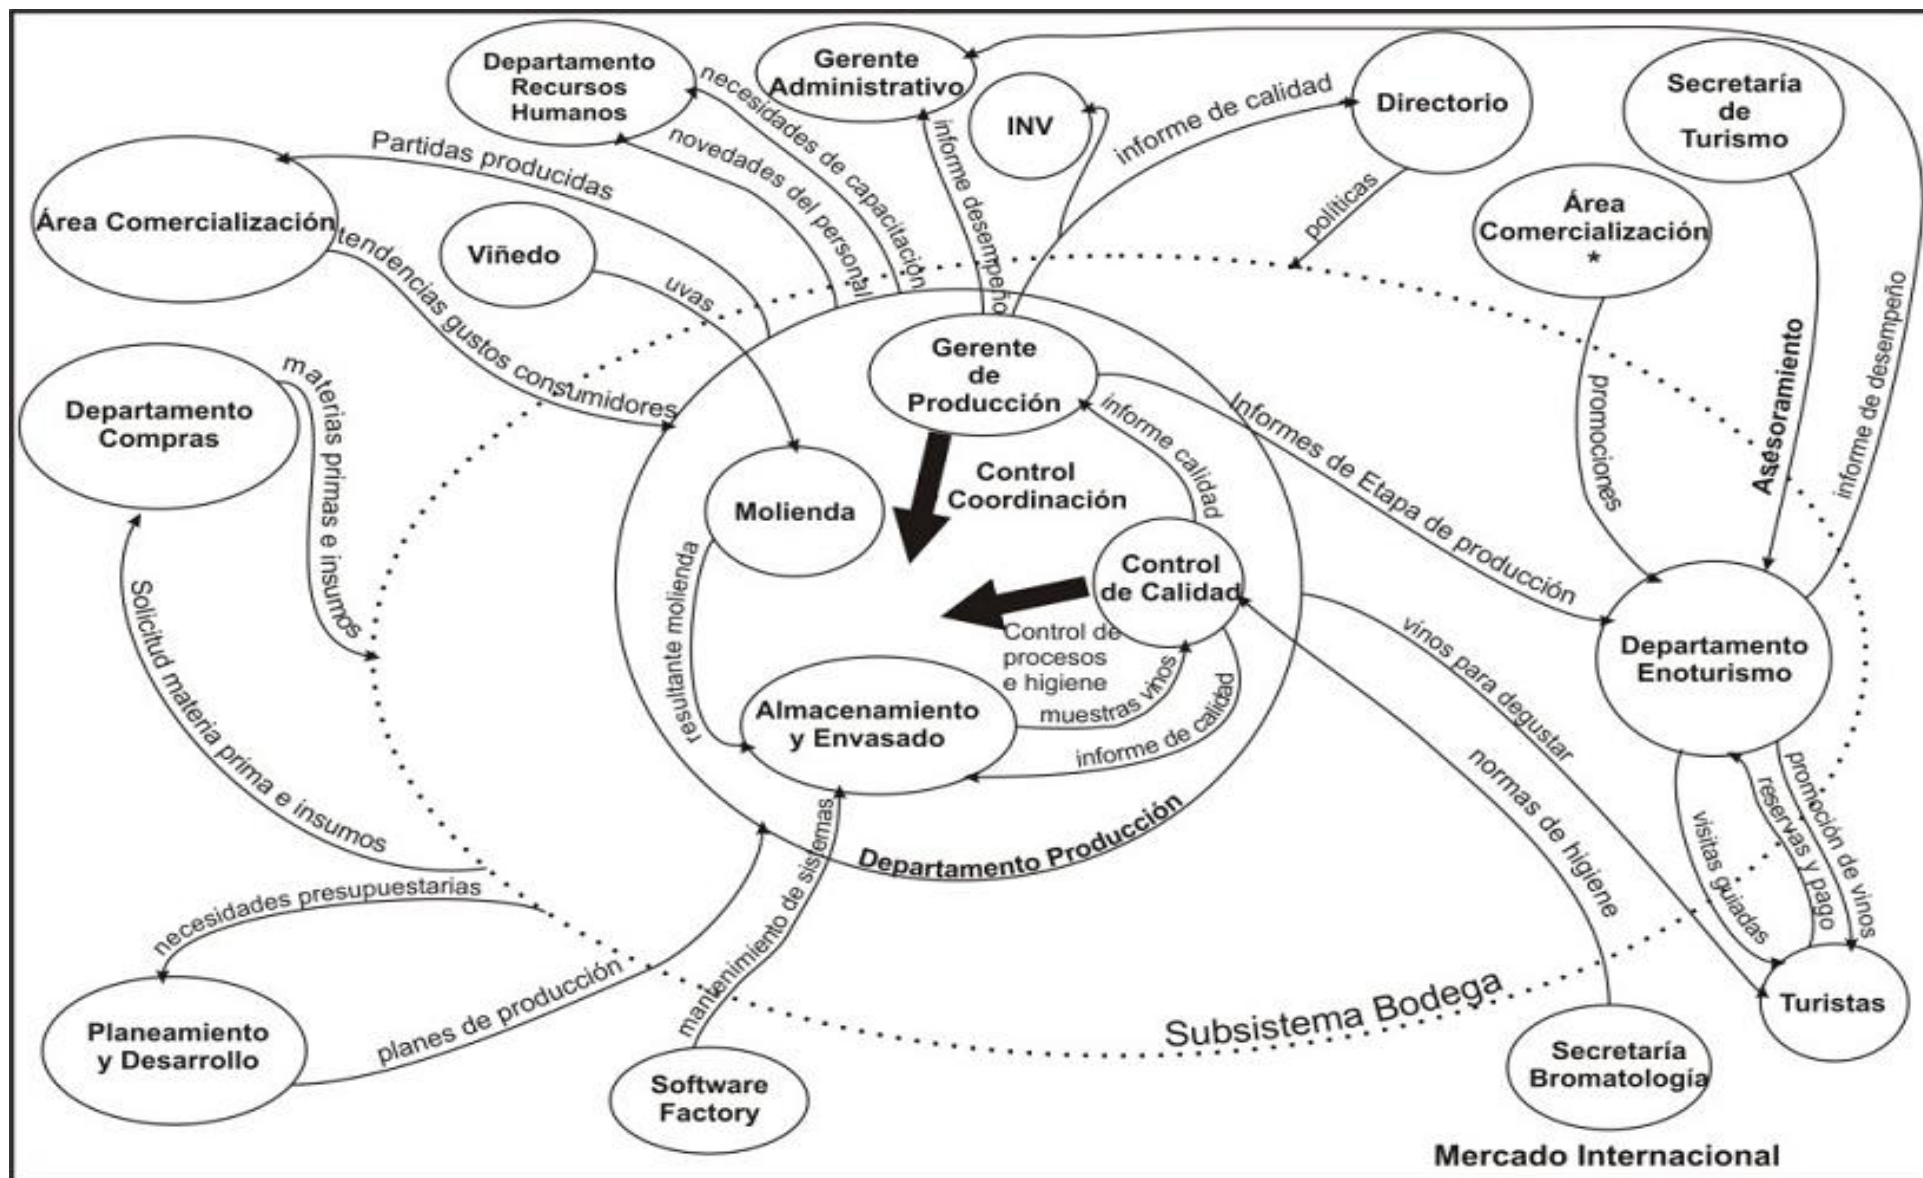 Departamento
Recursos
Humanos
necesidades de capacitación
novedades del personal
Gerente
Administrativo
informe desempeño
INV
informe de calidad
Directorio
políticas
Secretaría
de
Turismo
Área
Comercialización
*
promociones
Asesoramiento
informe de desempeño
Partidas producidas
Área Comercialización
tendencias gustos consumidores
Viñedo
uvas
Departamento
Compras
materias primas e insumos
Solicitud materia prima e insumos
necesidades presupuestarias
Planeamiento
y Desarrollo
planes de producción
Gerente
de
Producción
Control
Coordinación
informe calidad
Informes de Etapa de producción
Molienda
resultante molienda
Control
de Calidad
Control de
procesos
e higiene
muestras vinos
informe de calidad
Almacenamiento
y Envasado
mantenimiento de sistemas
Departamento Producción
Software
Factory
vinos para degustar
normas de higiene
Departamento
Enoturismo
visitas guiadas
reservas y pago
promoción de vinos
Turistas
Subsistema Bodega
Secretaría
Bromatología
Mercado Internacional